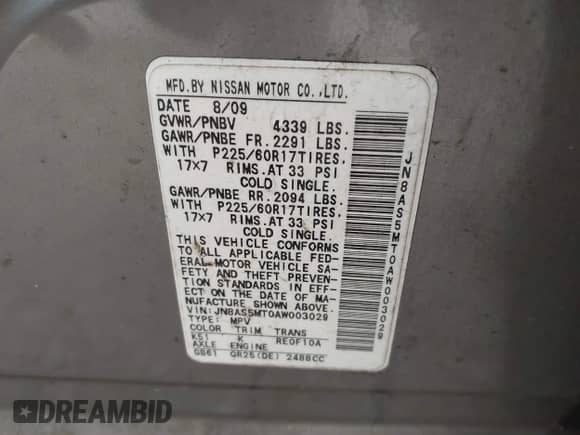 MFD.BY NISSAN MOTOR CO.,LTD.
DATE 8/09
GVWR/PNBV 4339 LBS.
GAWR/PNBE FR. 2291 LBS.
WITH P225/60R17TIRES,
17×7 RIMS.AT 33 PSI
COLD SINGLE.
GAWR/PNBE RR. 2094 LBS.
WITH P225/60R17TIRES,
17×7 RIMS.AT 33 PSI
COLD SINGLE.
THIS VEHICLE CONFORMS
TO ALL APPLICABLE FED-
ERAL MOTOR VEHICLE SA-
FETY AND THEFT PREVEN-
TION STANDARDS IN EFF-
ECT ON THE DATE OF MA-
NUFACTURE SHOWN ABOVE.
VIN: JN8AS5MT0AW003029
TYPE: MPV
COLOR TRIM TRANS
K51 K RE0F10A
AXLE ENGINE
GB61 QR25(DE) 2488CC
JN8AS5MT0AW003029
DREAMBID